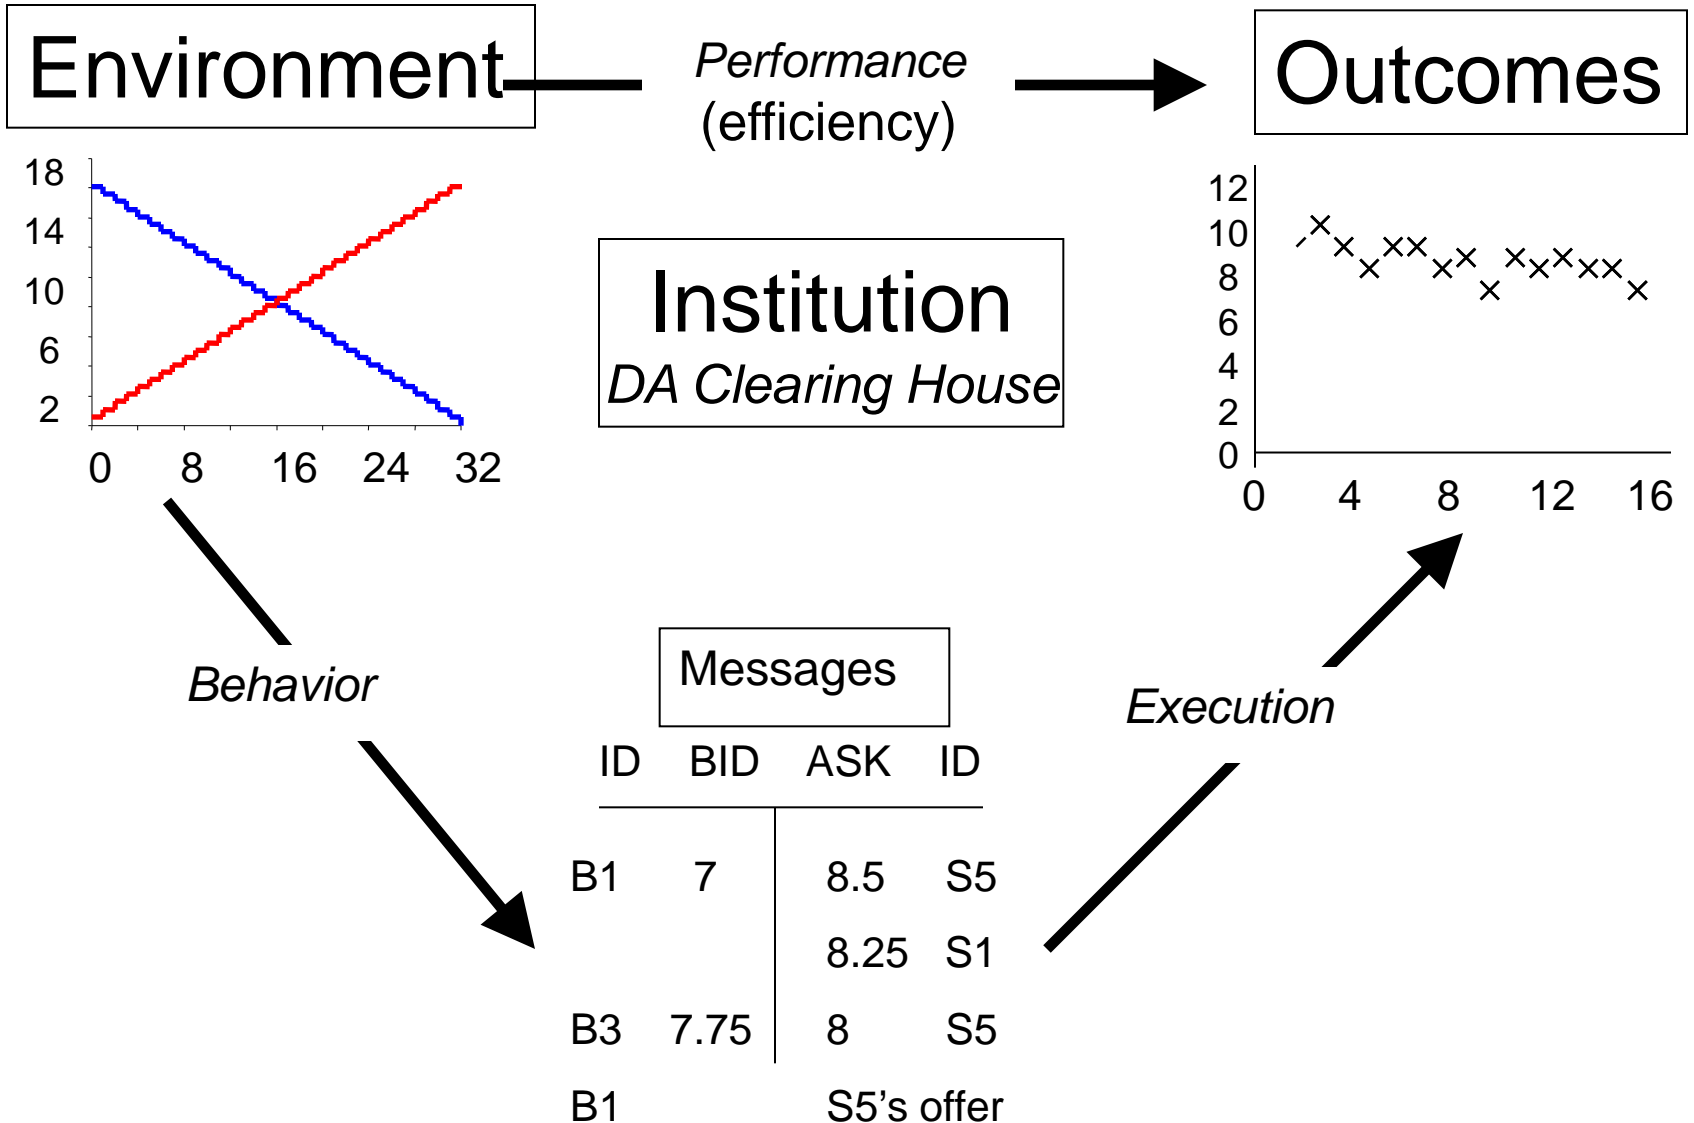 Environment
Performance
(efficiency)
Outcomes
18
14
10
6
2
0 8 16 24 32
Institution
DA Clearing House
12
10
8
6
4
2
0
0 4 8 12 16
Behavior
Messages
Execution
ID BID ASK ID
B1 7 8.5 S5
8.25 S1
B3 7.75 8 S5
B1 S5's offer